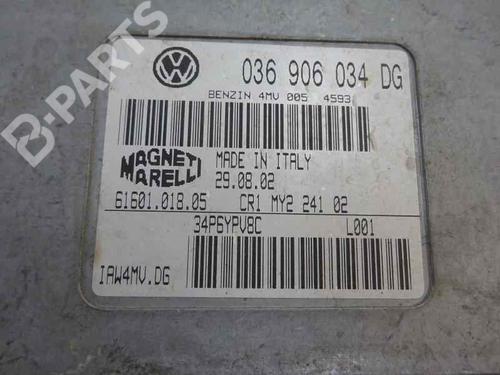 B-PARTS
036 906 034 DG
BENZIN 4MV 005 4593
MAGNETI MARELLI
MADE IN ITALY
29.08.02
61601.018.05 CR1 MY2 241 02
34P6YPV8C L001
IAW4MV.DG
B-PARTS